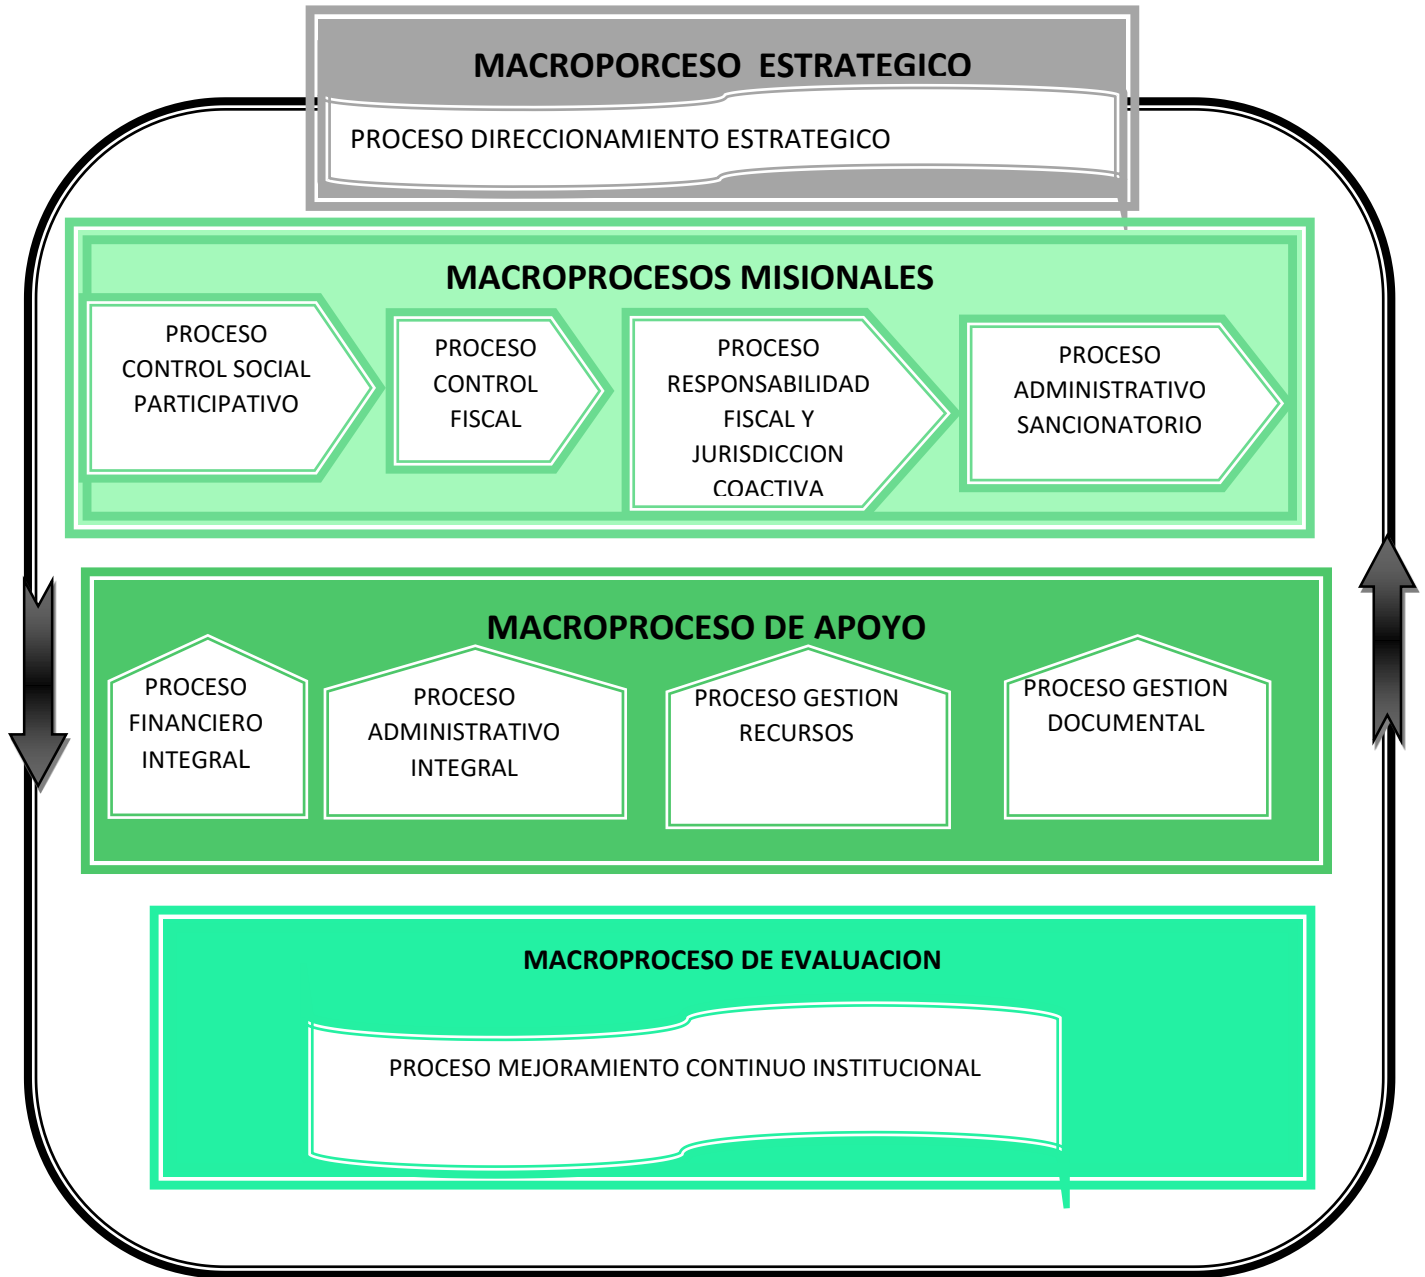 MACROPORCESO ESTRATEGICO
PROCESO DIRECCIONAMIENTO ESTRATEGICO
MACROPROCESOS MISIONALES
PROCESO
CONTROL SOCIAL
PARTICIPATIVO
PROCESO
CONTROL
FISCAL
PROCESO
RESPONSABILIDAD
FISCAL Y
JURISDICCION
COACTIVA
PROCESO
ADMINISTRATIVO
SANCIONATORIO
MACROPROCESO DE APOYO
PROCESO
FINANCIERO
INTEGRAL
PROCESO
ADMINISTRATIVO
INTEGRAL
PROCESO GESTION
RECURSOS
PROCESO GESTION
DOCUMENTAL
MACROPROCESO DE EVALUACION
PROCESO MEJORAMIENTO CONTINUO INSTITUCIONAL